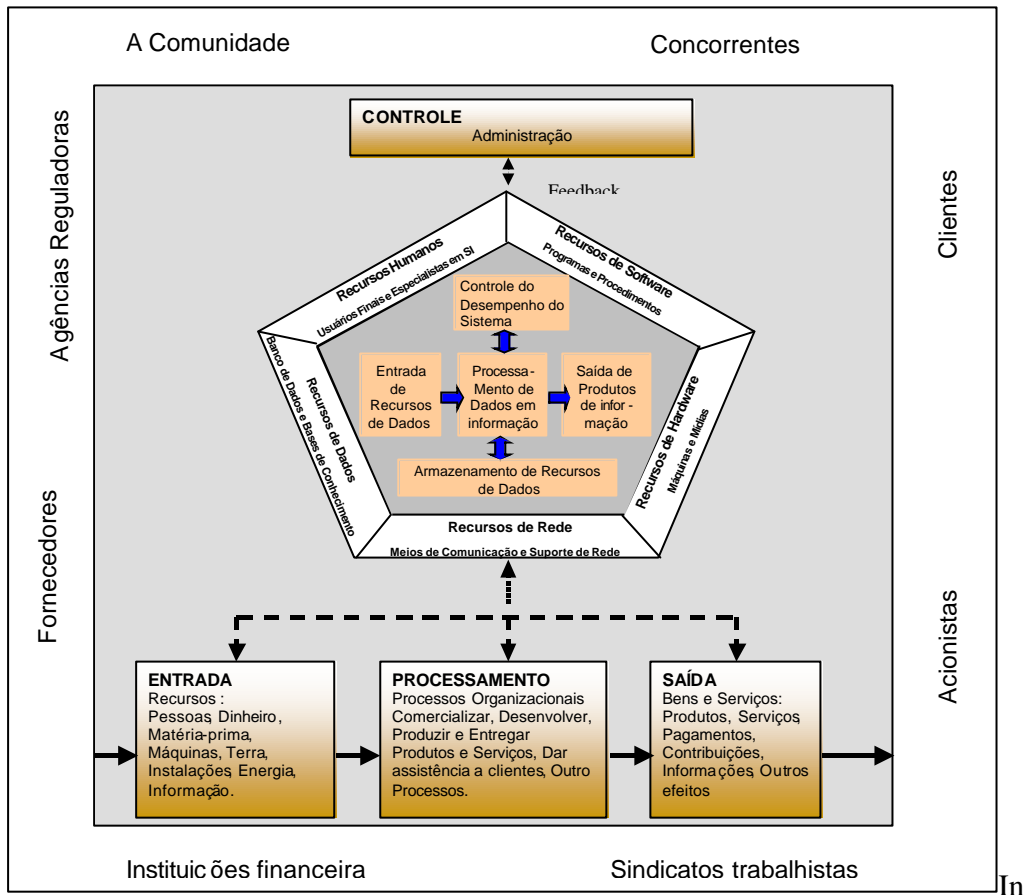 A Comunidade
Concorrentes
Agências Reguladoras
Fornecedores
Clientes
Acionistas
CONTROLE
Administração
Feedback
Recursos Humanos
Usuários Finais e Especialistas em SI
Recursos de Software
Programas e Procedimentos
Banco de Dados e Bases de Conhecimento
Recursos de Dados
Recursos de Hardware
Máquinas e Mídias
Controle do
Desempenho do
Sistema
Entrada
de
Recursos
de Dados
Processa-
Mento de
Dados em
informação
Saída de
Produtos
de infor -
mação
Armazenamento de Recursos
de Dados
Recursos de Rede
Meios de Comunicação e Suporte de Rede
ENTRADA
Recursos :
Pessoas, Dinheiro,
Matéria-prima,
Máquinas, Terra,
Instalações, Energia,
Informação.
PROCESSAMENTO
Processos Organizacionais
Comercializar, Desenvolver,
Produzir e Entregar
Produtos e Serviços, Dar
assistência a clientes, Outro
Processos.
SAÍDA
Bens e Serviços:
Produtos, Serviços,
Pagamentos,
Contribuições,
Informações, Outros
efeitos
Instituic ões financeira
Sindicatos trabalhistas
In